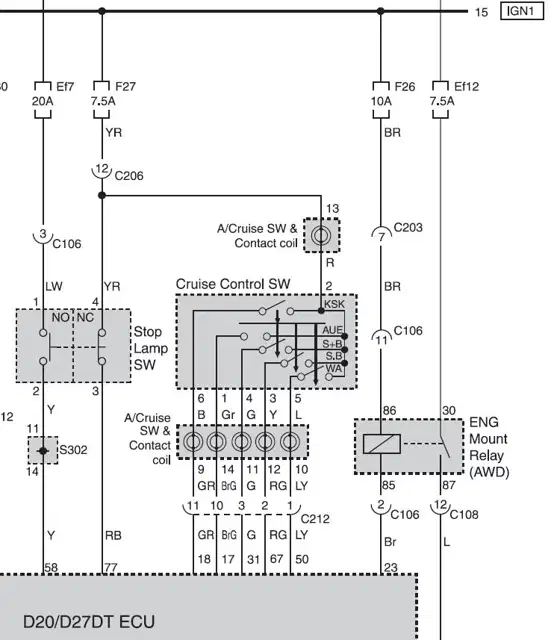 15 IGN1
30 Ef7 F27 F26 Ef12
20A 7.5A 10A 7.5A
YR BR
12 C206
13
3 C106
A/Cruise SW &
Contact coil
7 C203
R
LW YR
Cruise Control SW 2
BR
1 4
KSK
NO NC
AUE
Stop
Lamp
SW
S+B
S.B
WA
11 C106
2 3
6 1 4 3 5
B Gr G Y L
86 30
12
Y
A/Cruise
SW &
Contact
coil
ENG
Mount
Relay
(AWD)
11
S302
14
9 14 11 12 10
GR BrG G RG LY
85 87
11 10 3 2 1
C212
2 C106 12 C108
Y RB GR BrG G RG LY Br L
18 17 31 67 50
58 77 23
D20/D27DT ECU